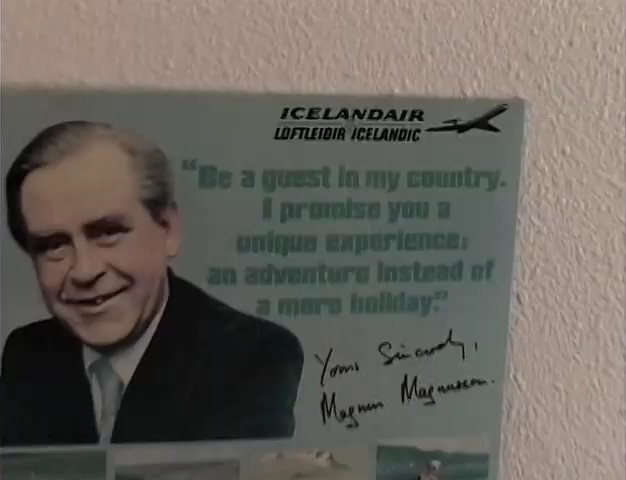 ICELANDAIR
LOFTLEIDIR ICELANDIC
"Be a guest in my country.
I promise you a
unique experience:
an adventure instead of
a mere holiday."
Yours Sincerely,
Magnus Magnusson.